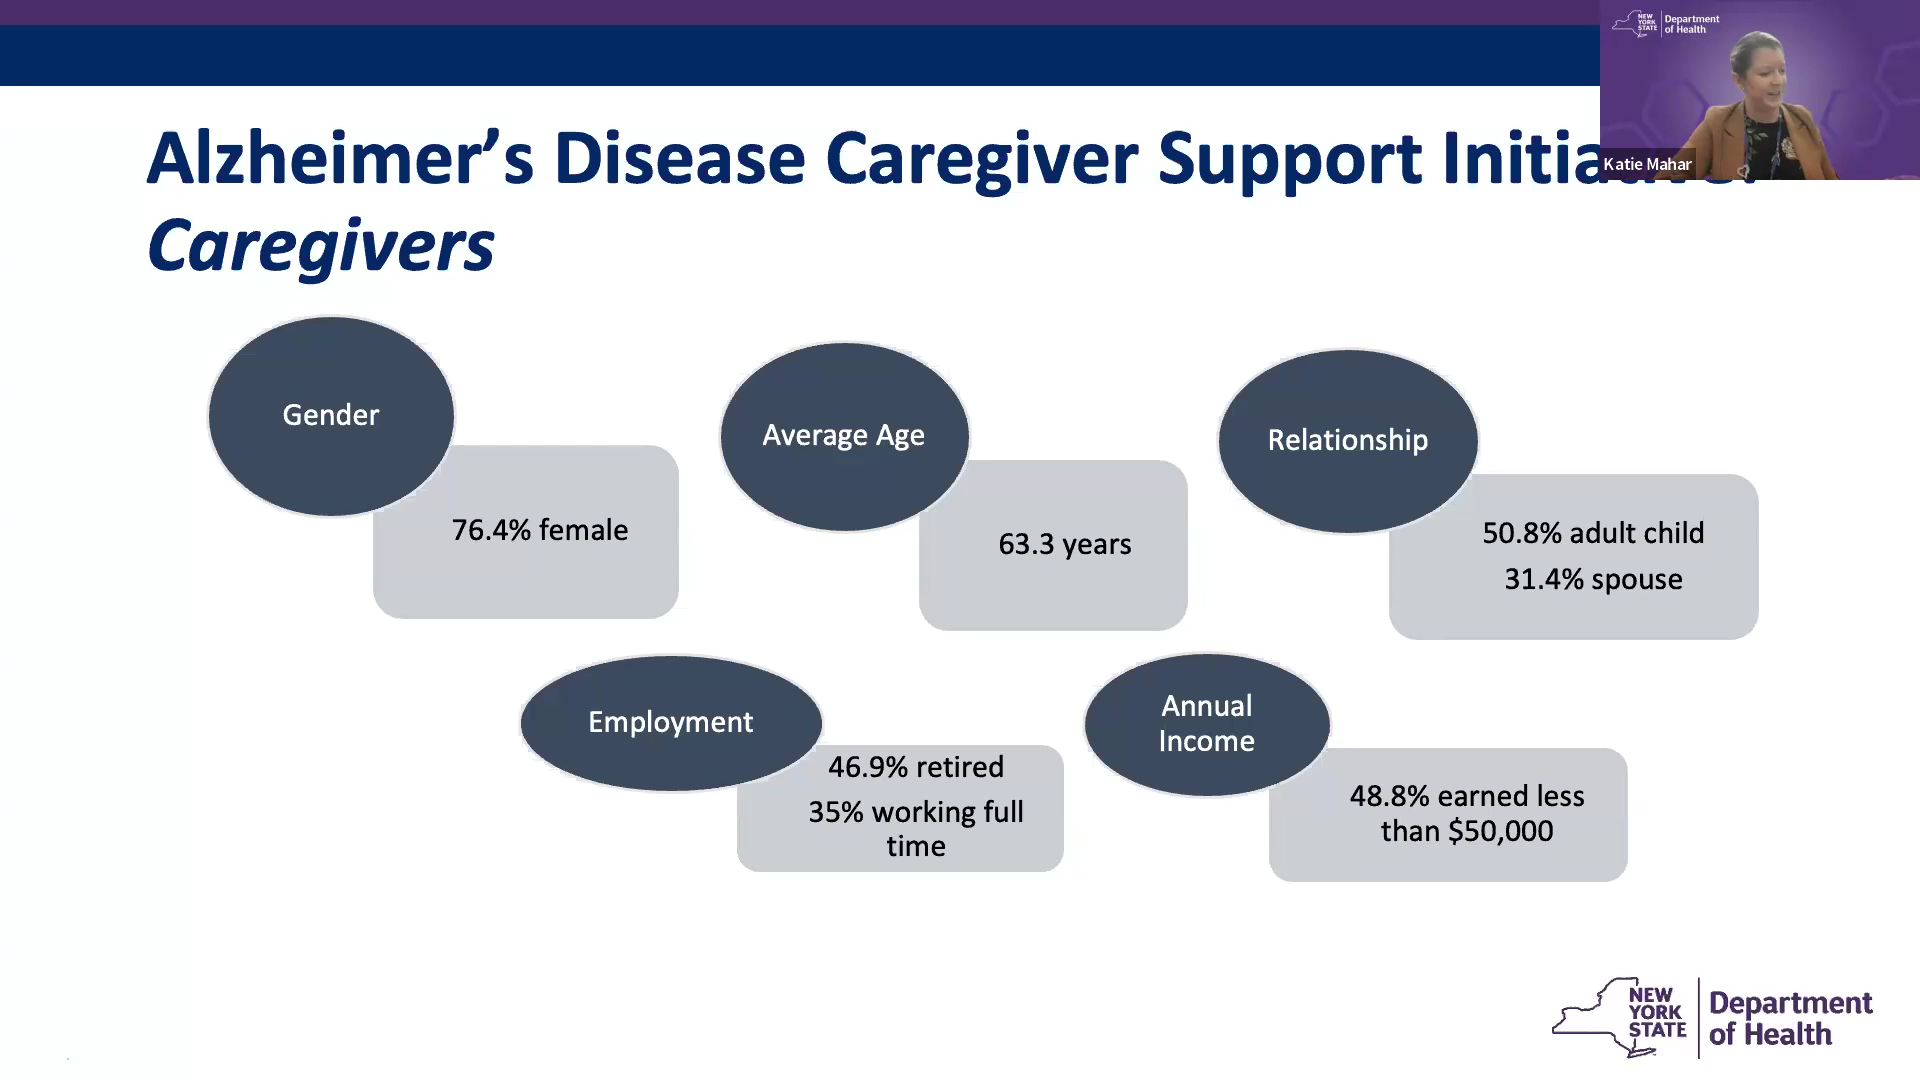 Alzheimer’s Disease Caregiver Support
Caregivers
Gender
76.4% female
Average Age
63.3 years
Relationship
50.8% adult child
31.4% spouse
Employment
46.9% retired
35% working full
time
Annual
Income
48.8% earned less
than $50,000
NEW
YORK
STATE
Department
of Health
Katie Mahar
NEW
YORK
STATE
Department
of Health